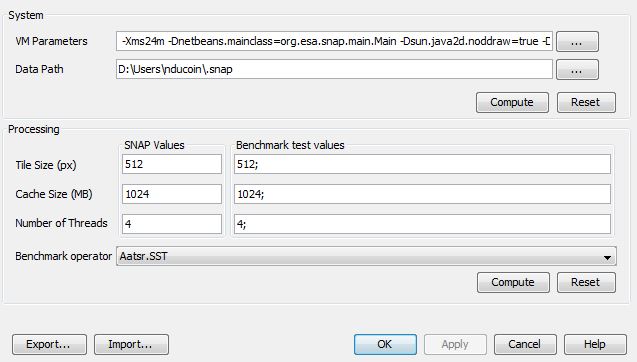 System
VM Parameters -Xms24m -Dnetbeans.mainclass=org.esa.snap.main.Main -Dsun.java2d.noddraw=true -D ...
Data Path D:\Users\nducoin\.snap ...
Compute Reset
Processing
SNAP Values Benchmark test values
Tile Size (px) 512 512;
Cache Size (MB) 1024 1024;
Number of Threads 4 4;
Benchmark operator Aatsr.SST
Compute Reset
Export... Import... OK Apply Cancel Help